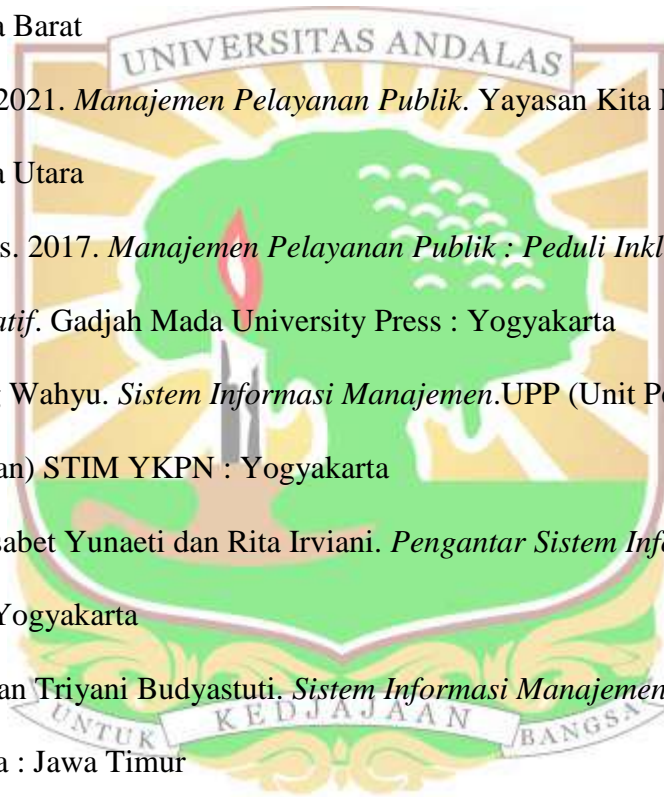 a Barat
UNIVERSITAS ANDALAS
2021. Manajemen Pelayanan Publik. Yayasan Kita
a Utara
s. 2017. Manajemen Pelayanan Publik : Peduli Inkl
atif. Gadjah Mada University Press : Yogyakarta
g Wahyu. Sistem Informasi Manajemen.UPP (Unit Pe
an) STIM YKPN : Yogyakarta
sabet Yunaeti dan Rita Irviani. Pengantar Sistem Info
Yogyakarta
an Triyani Budyastuti. Sistem Informasi Manajemen
UNTUK KEDJAJAAN BANGSA
a : Jawa Timur